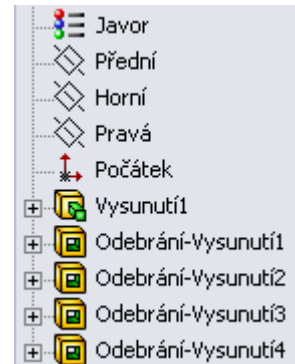 Javor
Přední
Horní
Pravá
Počátek
Vysunutí1
Odebrání-Vysunutí1
Odebrání-Vysunutí2
Odebrání-Vysunutí3
Odebrání-Vysunutí4